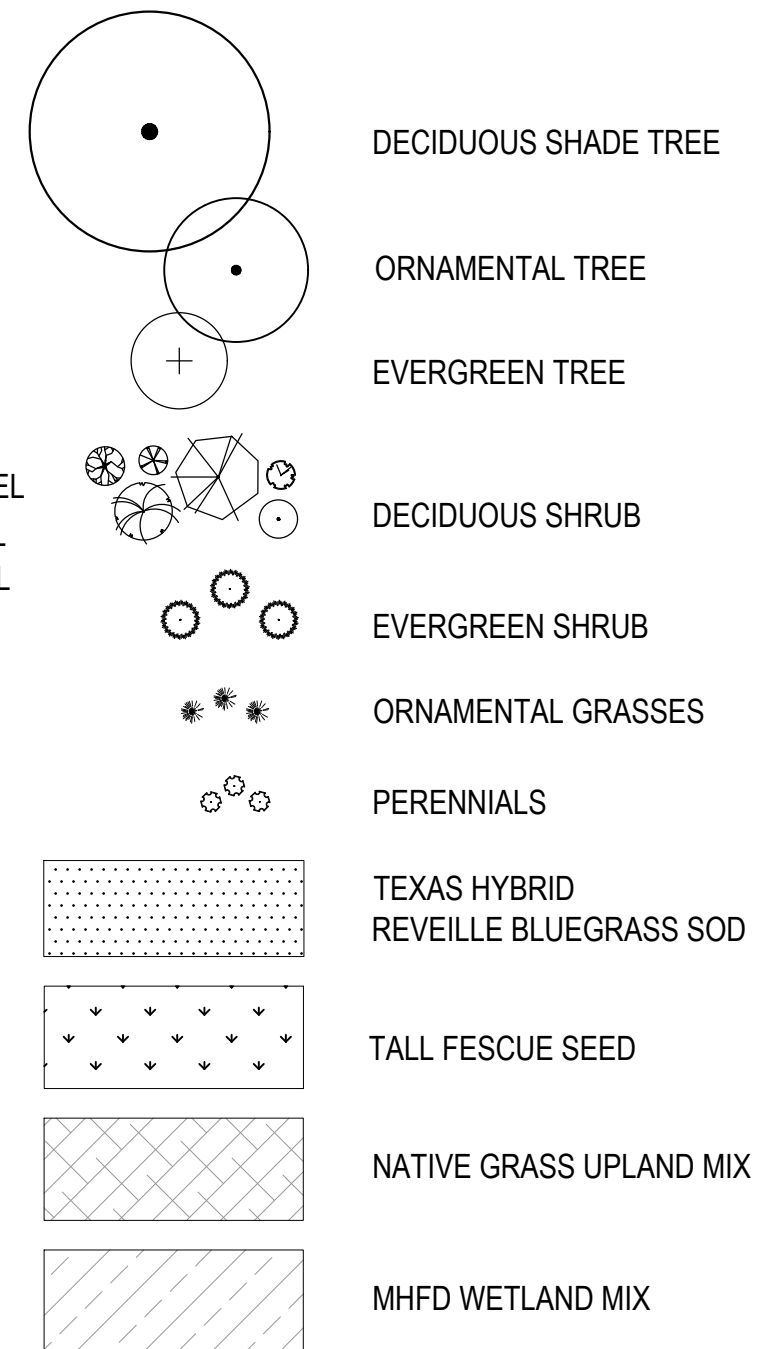 DECIDUOUS SHADE TREE
ORNAMENTAL TREE
EVERGREEN TREE
DECIDUOUS SHRUB
EVERGREEN SHRUB
ORNAMENTAL GRASSES
PERENNIALS
TEXAS HYBRID
REVEILLE BLUEGRASS SOD
TALL FESCUE SEED
NATIVE GRASS UPLAND MIX
MHFD WETLAND MIX